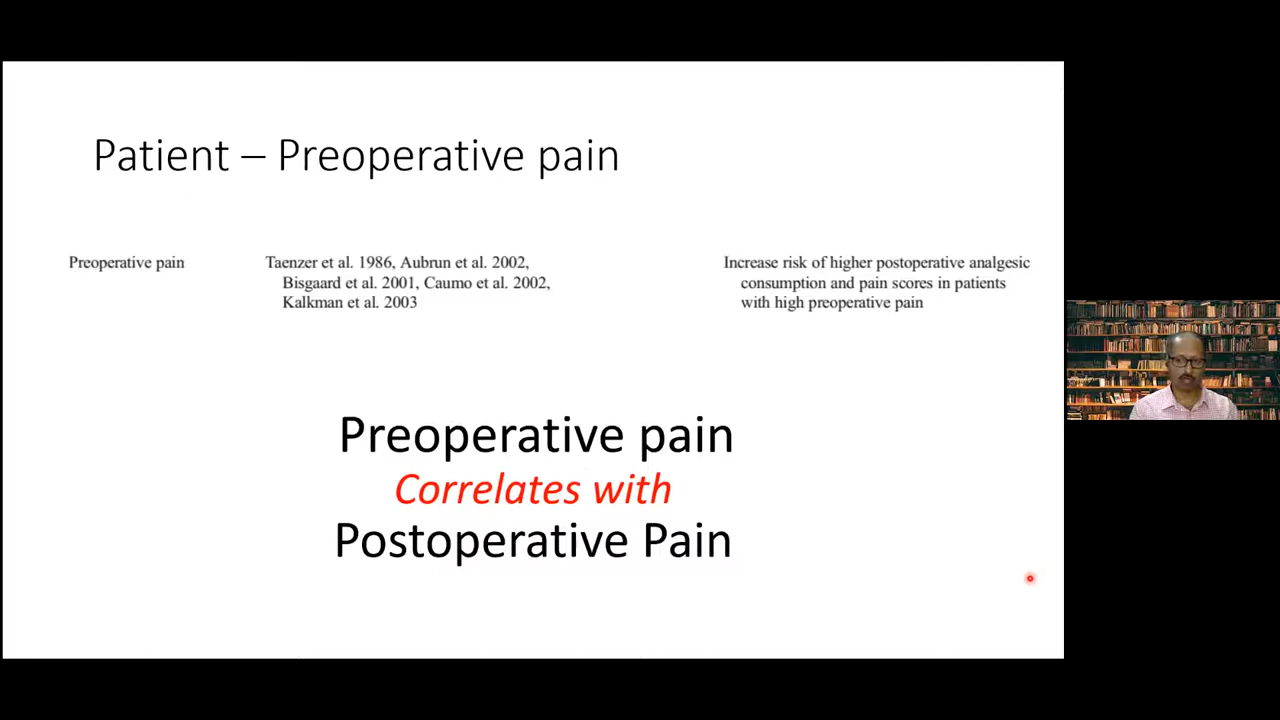 Patient – Preoperative pain
Preoperative pain
Taenzer et al. 1986, Aubrun et al. 2002,
Bisgaard et al. 2001, Caumo et al. 2002,
Kalkman et al. 2003
Increase risk of higher postoperative analgesic
consumption and pain scores in patients
with high preoperative pain
Preoperative pain
Correlates with
Postoperative Pain